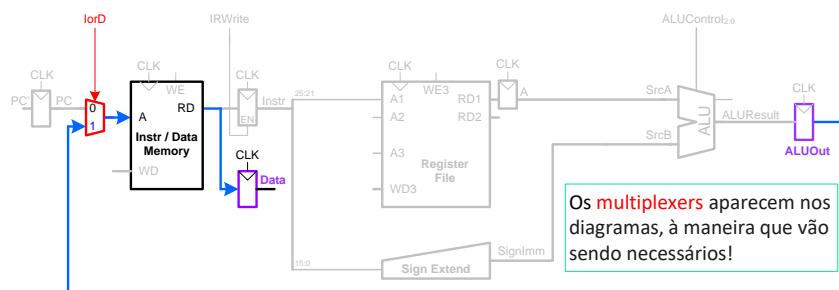 IorD
IRWrite
ALUControl2:0
CLK
CLK
CLK
CLK
CLK
CLK
PC'
PC
0
1
A
WE
RD
Instr / Data
Memory
WD
EN
Instr
CLK
Data
25:21
A1
A2
A3
WD3
WE3
RD1
RD2
Register
File
A
SrcA
SrcB
ALU
ALUResult
ALUOut
15:0
Sign Extend
SignImm
Os multiplexers aparecem nos
diagramas, à maneira que vão
sendo necessários!